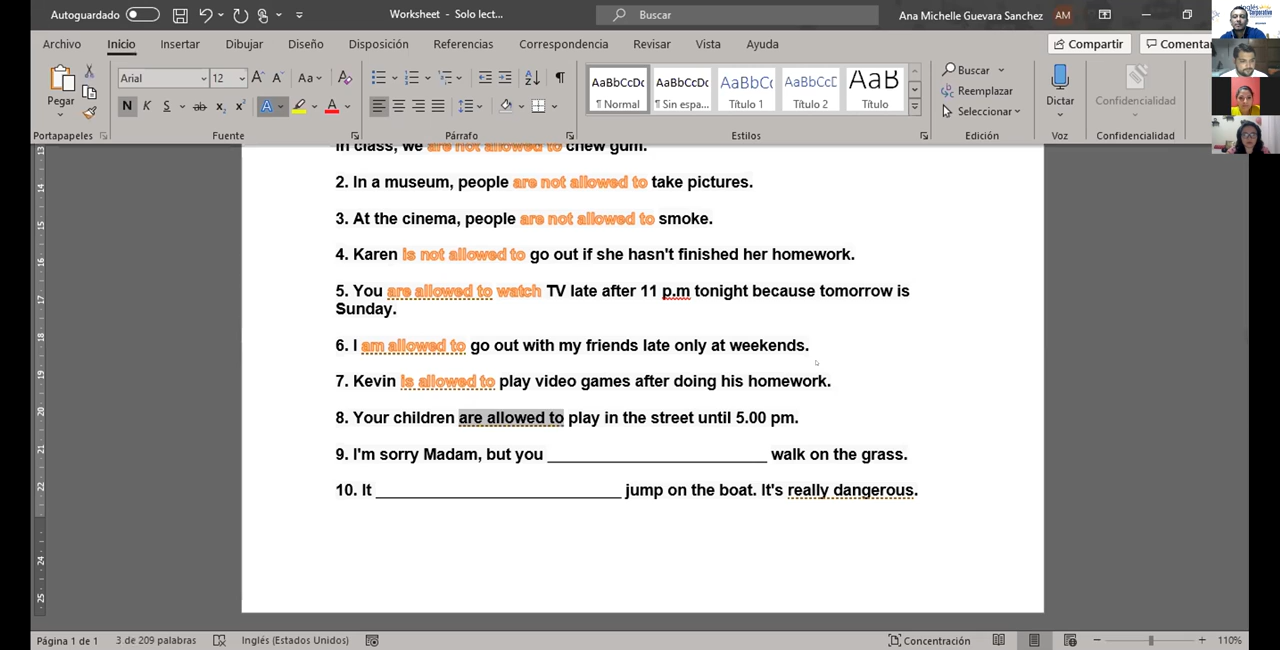 Autoguardado
Worksheet - Solo lect...
Buscar
Ana Michelle Guevara Sanchez
AM
Archivo
Inicio
Insertar
Dibujar
Diseño
Disposición
Referencias
Correspondencia
Revisar
Vista
Ayuda
Compartir
Comenta
Pegar
Arial
12
Aa
N K S ab x₂ x²
AaBbCcDc
¶ Normal
AaBbCcDc
¶ Sin espa...
AaBbC
Título 1
AaBbCcD
Título 2
AaB
Título
Buscar
Reemplazar
Seleccionar
Dictar
Confidencialidad
Portapapeles
Fuente
Párrafo
Estilos
Edición
Voz
Confidencialidad
In class, we are not allowed to chew gum.
2. In a museum, people are not allowed to take pictures.
3. At the cinema, people are not allowed to smoke.
4. Karen is not allowed to go out if she hasn't finished her homework.
5. You are allowed to watch TV late after 11 p.m tonight because tomorrow is
Sunday.
6. I am allowed to go out with my friends late only at weekends.
7. Kevin is allowed to play video games after doing his homework.
8. Your children are allowed to play in the street until 5.00 pm.
9. I'm sorry Madam, but you ________________________ walk on the grass.
10. It ___________________________ jump on the boat. It's really dangerous.
Página 1 de 1
3 de 209 palabras
Inglés (Estados Unidos)
Concentración
110%